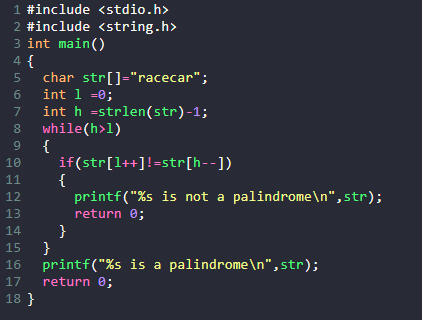 1 #include <stdio.h>
2 #include <string.h>
3 int main()
4 {
5   char str[]="racecar";
6   int l =0;
7   int h =strlen(str)-1;
8   while(h>l)
9   {
10     if(str[l++]!=str[h--])
11     {
12       printf("%s is not a palindrome\n",str);
13       return 0;
14     }
15   }
16   printf("%s is a palindrome\n",str);
17   return 0;
18 }